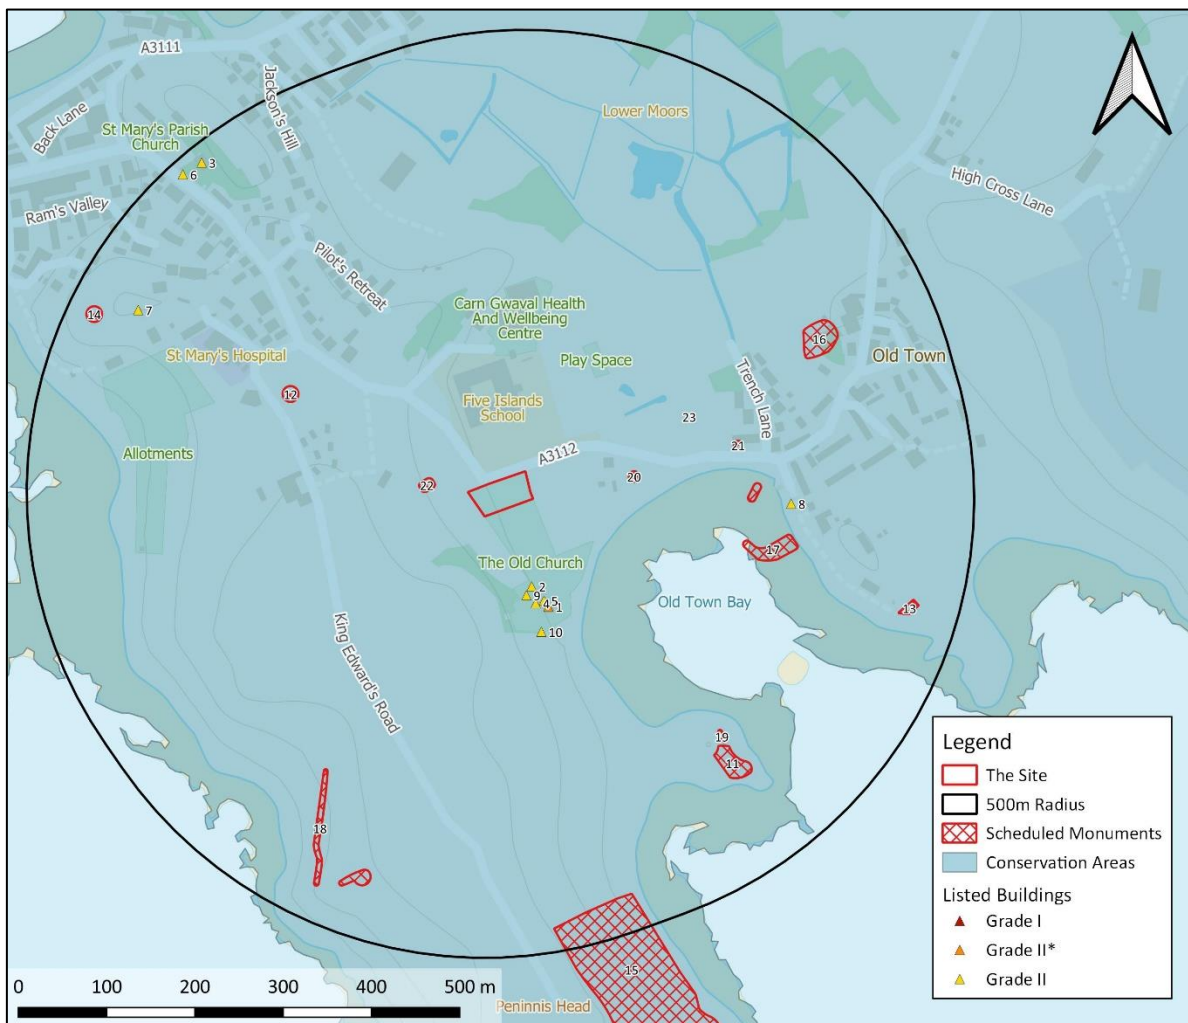 A3111
Back Lane
Jackson's Hill
St Mary's Parish
Church
3
6
Ram's Valley
Lower Moors
High Cross Lane
Pilot's Retreat
14
7
St Mary's Hospital
Carn Gwaval Health
And Wellbeing
Centre
Play Space
16
Old Town
Trench Lane
12
Five Islands
School
23
Allotments
A3112
21
22
20
8
17
The Old Church
2
9
4
5
1
10
Old Town Bay
13
King Edward's Road
19
11
18
15
Peninnis Head
0
100
200
300
400
500 m
Legend
The Site
500m Radius
Scheduled Monuments
Conservation Areas
Listed Buildings
Grade I
Grade II*
Grade II